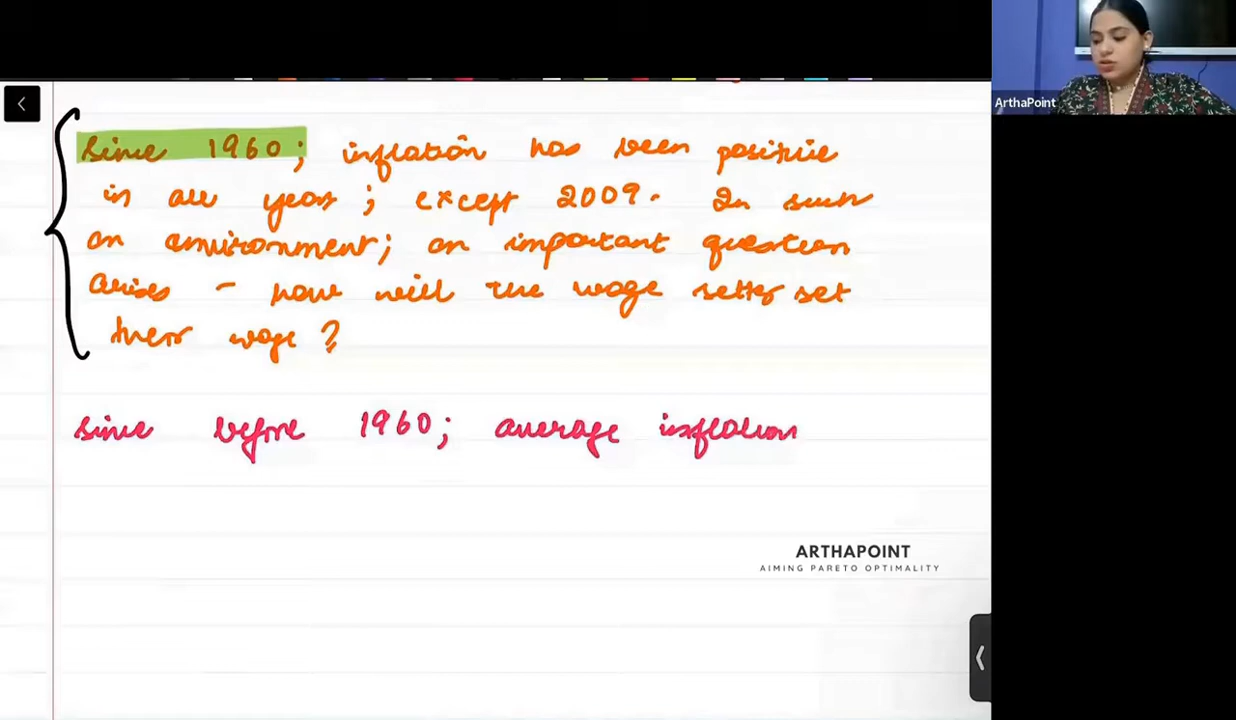 ArthaPoint
Since 1960; inflation has been positive
in all years; except 2009. In such
an environment; an important question
arises - how will the wage setters set
their wage ?
since before 1960; average inflation
ARTHAPOINT
AIMING PARETO OPTIMALITY